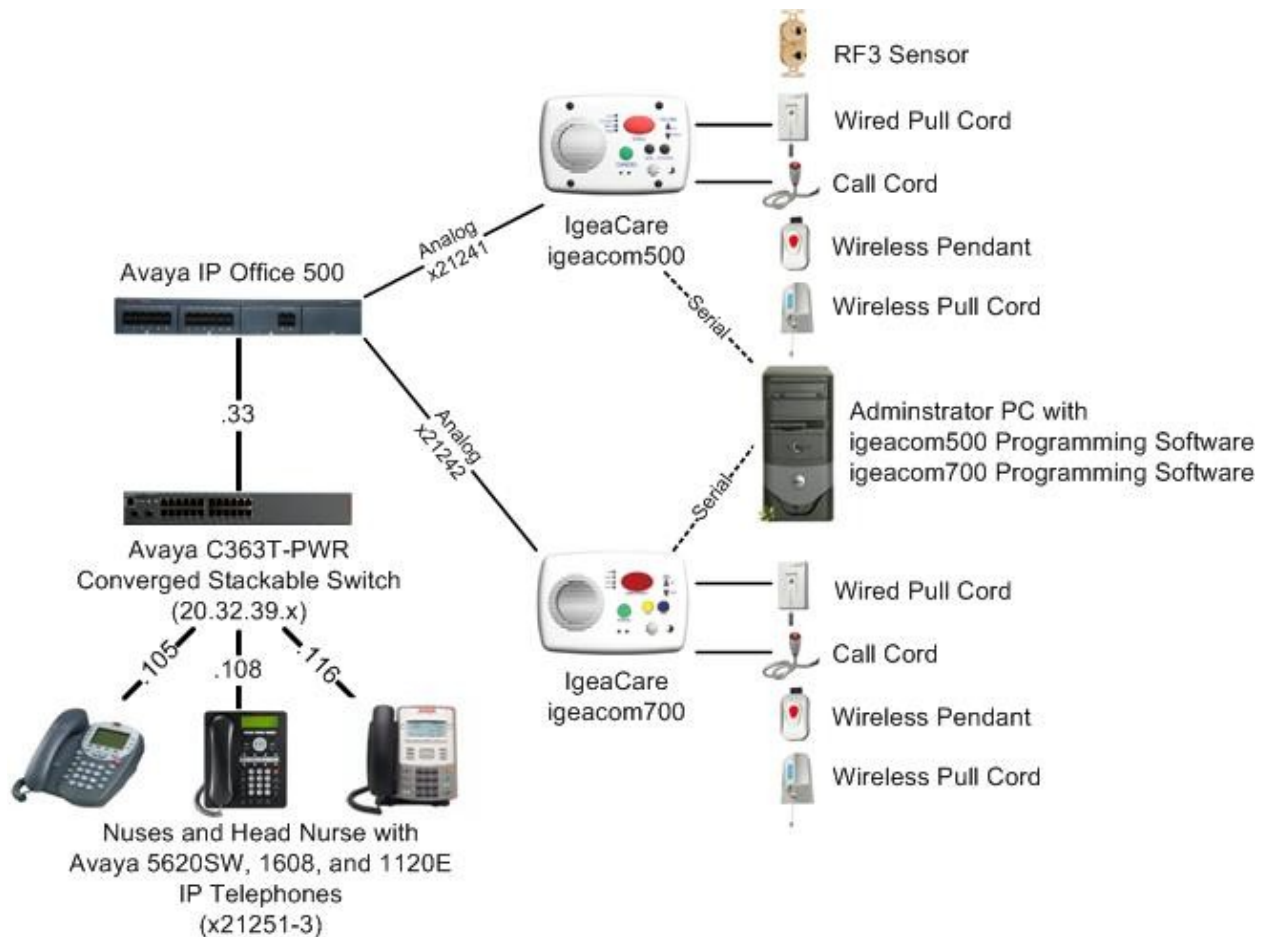 RF3 Sensor
Wired Pull Cord
Call Cord
Wireless Pendant
Wireless Pull Cord
IgeaCare
igeacom500
Analog
x21241
Avaya IP Office 500
Serial
.33
Analog
x21242
Adminstrator PC with
igeacom500 Programming Software
igeacom700 Programming Software
Serial
Avaya C363T-PWR
Converged Stackable Switch
(20.32.39.x)
.105
.108
.116
IgeaCare
igeacom700
Wired Pull Cord
Call Cord
Wireless Pendant
Wireless Pull Cord
Nuses and Head Nurse with
Avaya 5620SW, 1608, and 1120E
IP Telephones
(x21251-3)